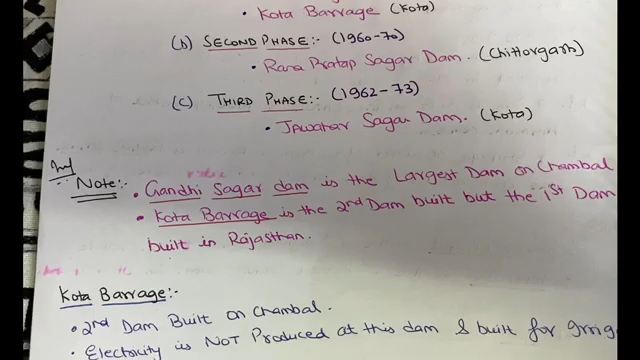 • Kota Barrage (Kota)
(b) SECOND PHASE:- (1960-70)
• Rana Pratap Sagar Dam. (Chittorgarh)
(c) THIRD PHASE:- (1962-73)
• Jawahar Sagar Dam. (Kota)
Note:- • Gandhi Sagar dam is the Largest Dam on Chambal
• Kota Barrage is the 2nd Dam built but the 1st Dam
built in Rajasthan.
Kota Barrage:-
• 2nd Dam Built on Chambal.
• Electricity is NOT Produced at this dam & built for